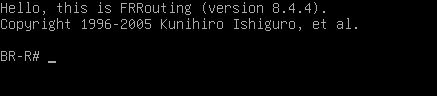 Hello, this is FRRouting (version 8.4.4).
Copyright 1996-2005 Kunihiro Ishiguro, et al.
BR-R# _